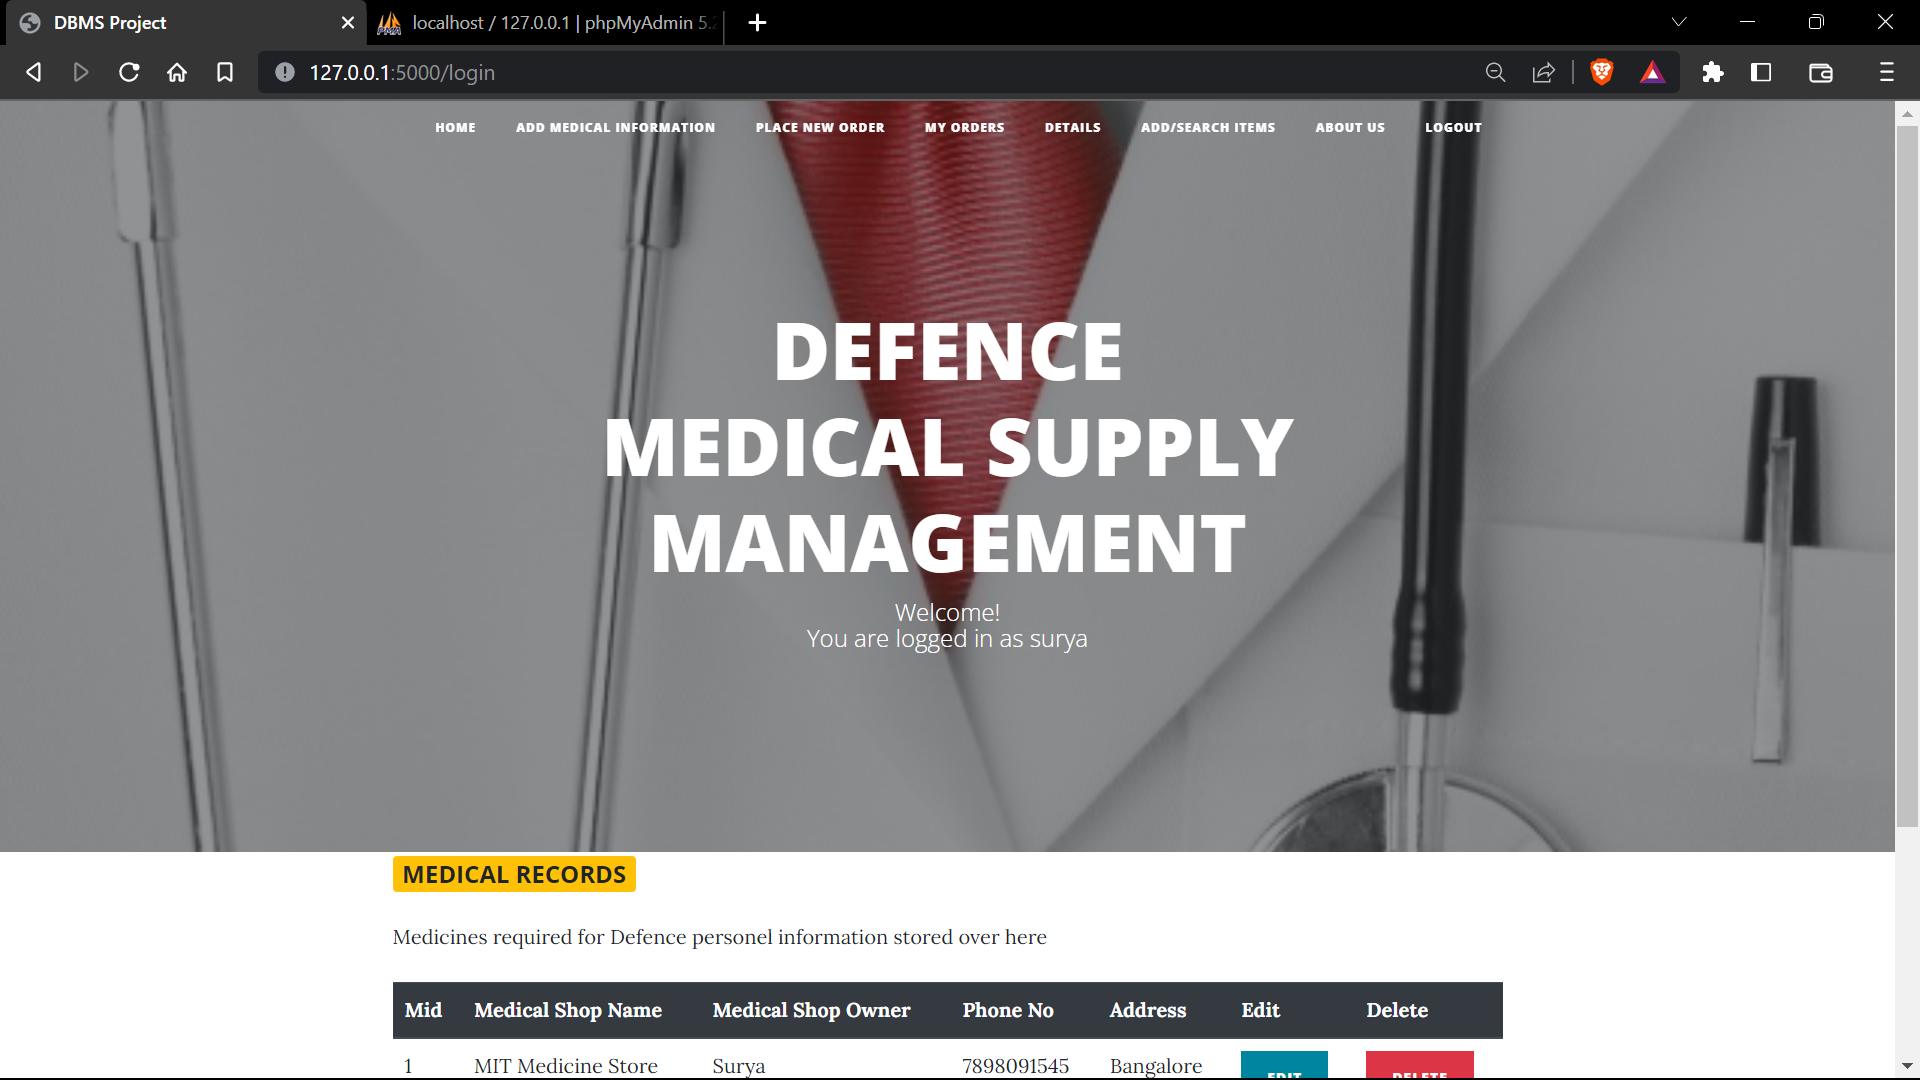 DBMS Project
localhost / 127.0.0.1 | phpMyAdmin 5.2
127.0.0.1:5000/login
HOME ADD MEDICAL INFORMATION PLACE NEW ORDER MY ORDERS DETAILS ADD/SEARCH ITEMS ABOUT US LOGOUT
DEFENCE
MEDICAL SUPPLY
MANAGEMENT
Welcome!
You are logged in as surya
MEDICAL RECORDS
Medicines required for Defence personel information stored over here
Mid Medical Shop Name Medical Shop Owner Phone No Address Edit Delete
1 MIT Medicine Store Surya 7898091545 Bangalore EDIT DELETE